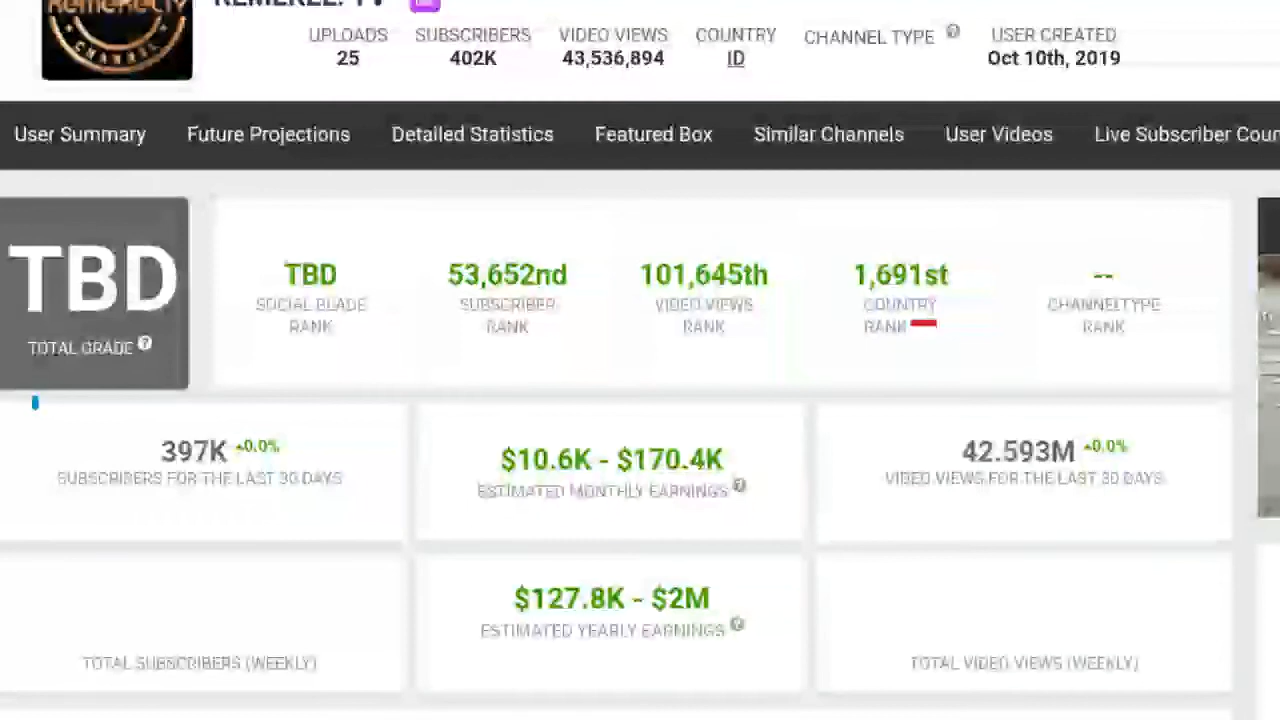 UPLOADS SUBSCRIBERS VIDEO VIEWS COUNTRY CHANNEL TYPE USER CREATED
25 402K 43,536,894 ID Oct 10th, 2019
CHANNEL
User Summary Future Projections Detailed Statistics Featured Box Similar Channels User Videos Live Subscriber Coun
TBD
TOTAL GRADE
TBD 53,652nd 101,645th 1,691st --
SOCIAL BLADE SUBSCRIBER VIDEO VIEWS COUNTRY CHANNELTYPE
RANK RANK RANK RANK RANK
397K 0.0% $10.6K - $170.4K 42.593M 0.0%
SUBSCRIBERS FOR THE LAST 30 DAYS ESTIMATED MONTHLY EARNINGS VIDEO VIEWS FOR THE LAST 30 DAYS
$127.8K - $2M
ESTIMATED YEARLY EARNINGS
TOTAL SUBSCRIBERS (WEEKLY) TOTAL VIDEO VIEWS (WEEKLY)